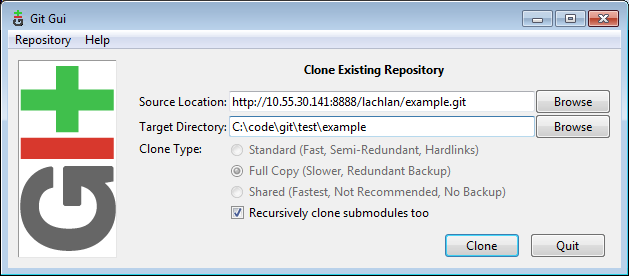 Git Gui
Repository Help
Clone Existing Repository
Source Location: http://10.55.30.141:8888/lachlan/example.git Browse
Target Directory: C:\code\git\test\example Browse
Clone Type: Standard (Fast, Semi-Redundant, Hardlinks)
Full Copy (Slower, Redundant Backup)
Shared (Fastest, Not Recommended, No Backup)
Recursively clone submodules too
Clone Quit
Git